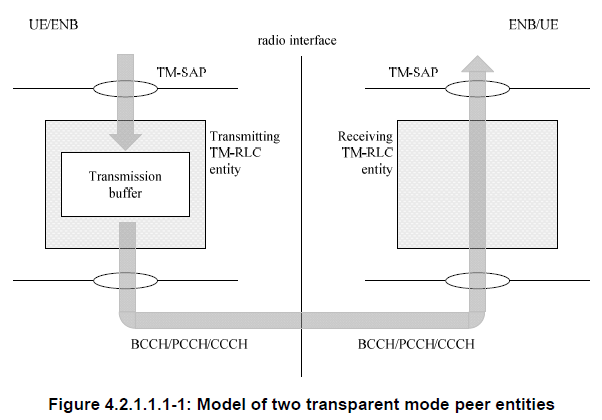 UE/ENB
ENB/UE
radio interface
TM-SAP
TM-SAP
Transmitting
TM-RLC
entity
Receiving
TM-RLC
entity
Transmission
buffer
BCCH/PCCH/CCCH
BCCH/PCCH/CCCH
Figure 4.2.1.1.1-1: Model of two transparent mode peer entities